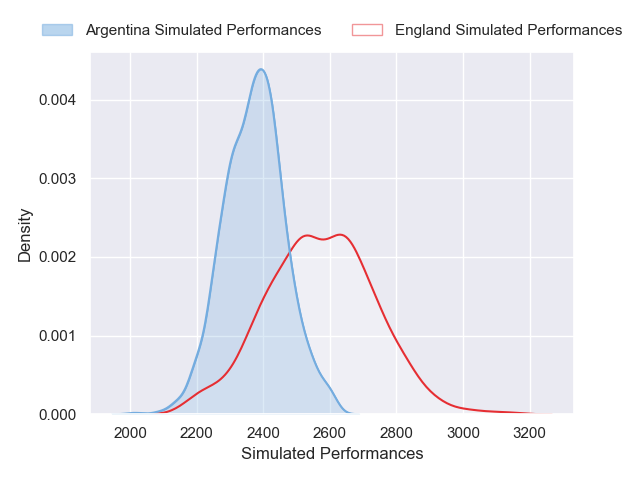 Argentina Simulated Performances England Simulated Performances
0.004
0.003
0.002
0.001
0.000
Density
2000 2200 2400 2600 2800 3000 3200
Simulated Performances